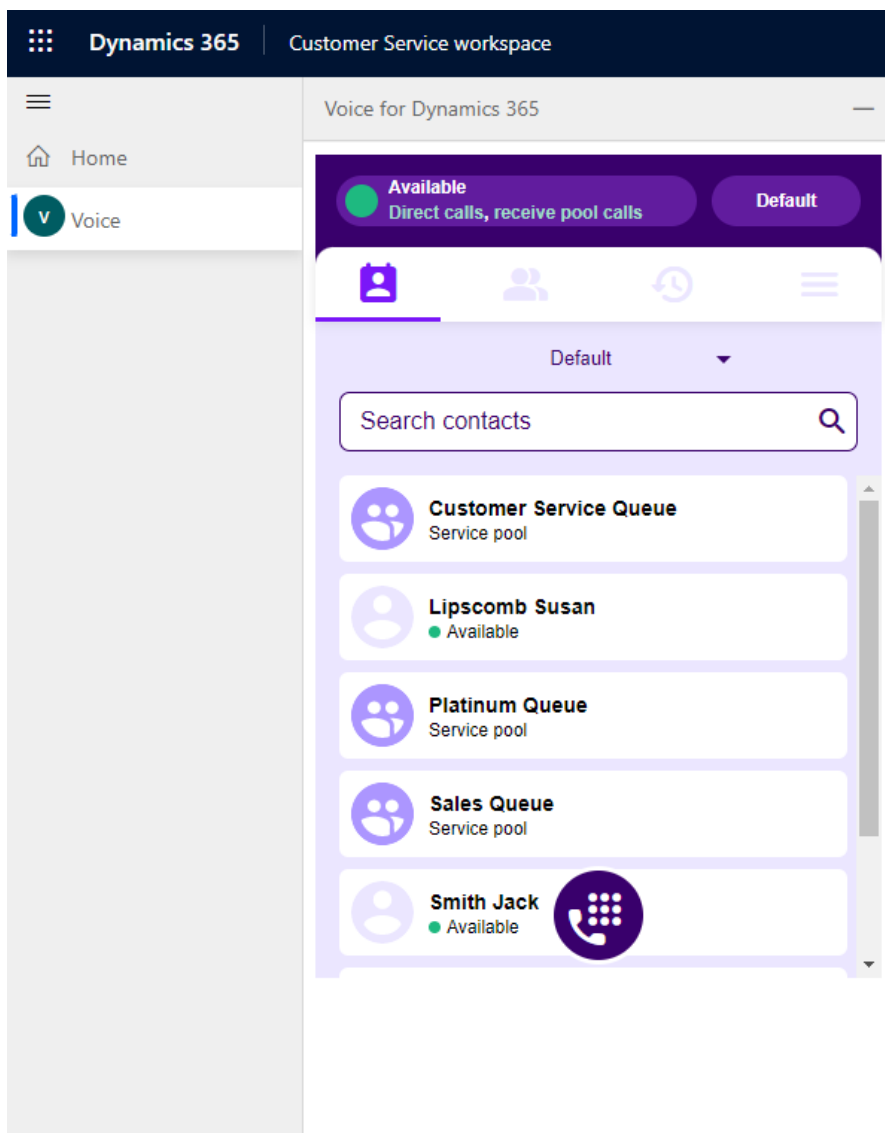 Dynamics 365 Customer Service workspace
Voice for Dynamics 365
Home
V Voice
Available
Direct calls, receive pool calls
Default
Default
Search contacts
Customer Service Queue
Service pool
Lipscomb Susan
Available
Platinum Queue
Service pool
Sales Queue
Service pool
Smith Jack
Available